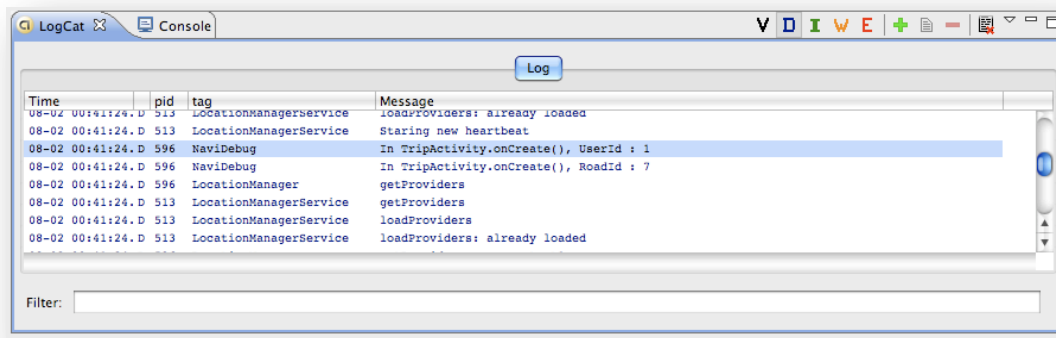 LogCat Console V D I W E
Log
Time pid tag Message
08-02 00:41:24. D 513 LocationManagerService loadProviders: already loaded
08-02 00:41:24. D 513 LocationManagerService Staring new heartbeat
08-02 00:41:24. D 596 NaviDebug In TripActivity.onCreate(), UserId : 1
08-02 00:41:24. D 596 NaviDebug In TripActivity.onCreate(), RoadId : 7
08-02 00:41:24. D 596 LocationManager getProviders
08-02 00:41:24. D 513 LocationManagerService getProviders
08-02 00:41:24. D 513 LocationManagerService loadProviders
08-02 00:41:24. D 513 LocationManagerService loadProviders: already loaded
Filter: